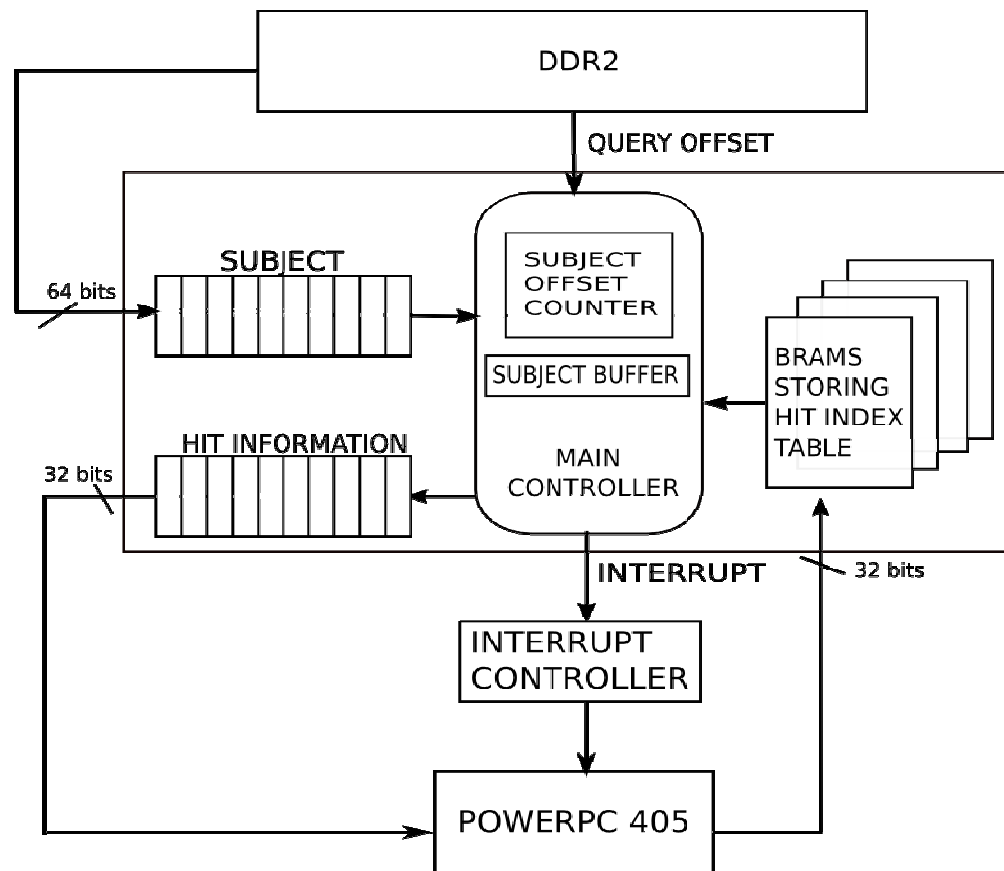 DDR2
QUERY OFFSET
SUBJECT
64 bits
SUBJECT
OFFSET
COUNTER
SUBJECT BUFFER
MAIN
CONTROLLER
BRAMS
STORING
HIT INDEX
TABLE
HIT INFORMATION
32 bits
INTERRUPT
32 bits
INTERRUPT
CONTROLLER
POWERPC 405